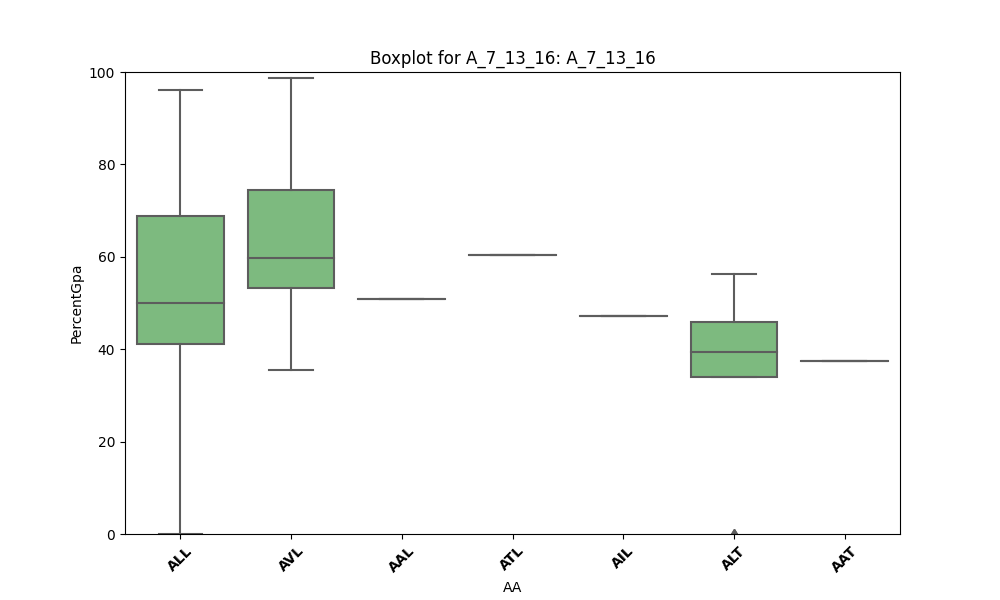 Boxplot for A_7_13_16: A_7_13_16
100
80
60
40
20
0
PercentGpa
ALL
AVL
AAL
ATL
AIL
ALT
AAT
AA